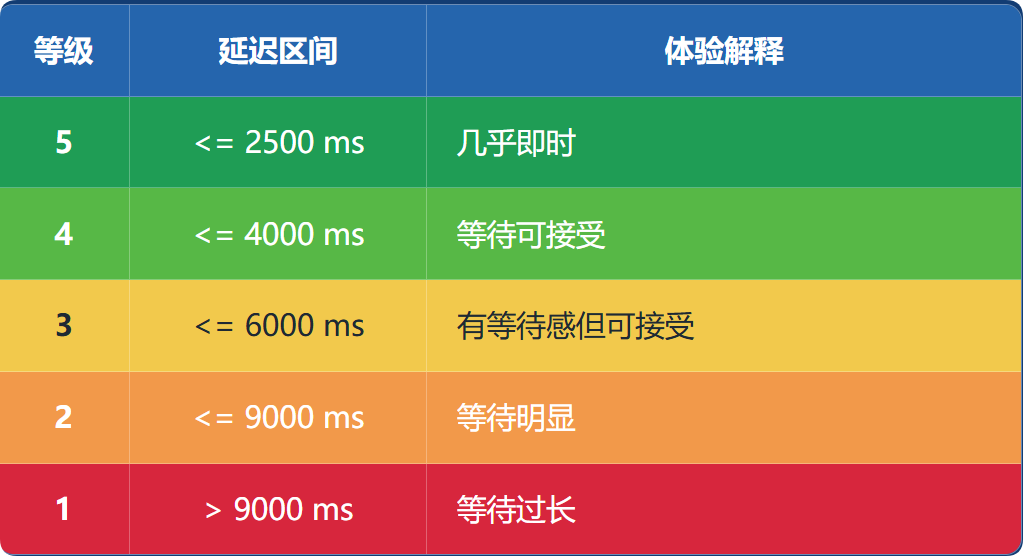 等级 延迟区间 体验解释
5 <= 2500 ms 几乎即时
4 <= 4000 ms 等待可接受
3 <= 6000 ms 有等待感但可接受
2 <= 9000 ms 等待明显
1 > 9000 ms 等待过长